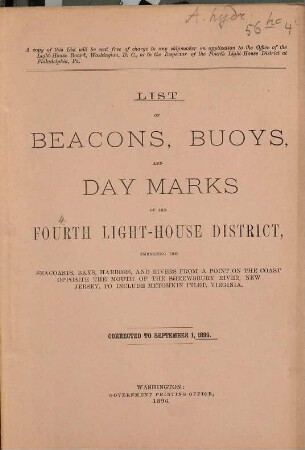 A. hydr.
56 hc
4
A copy of this List will be sent free of charge to any shipmaster on application to the Office of the
Light-House Board, Washington, D. C., or to the Inspector of the Fourth Light-House District at
Philadelphia, Pa.
LIST
OF
BEACONS, BUOYS,
AND
DAY MARKS
OF THE
4.
FOURTH LIGHT-HOUSE DISTRICT,
EMBRACING THE
SEACOASTS, BAYS, HARBORS, AND RIVERS FROM A POINT ON THE COAST
OPPOSITE THE MOUTH OF THE SHREWSBURY RIVER, NEW
JERSEY, TO INCLUDE METOMKIN INLET, VIRGINIA.
CORRECTED TO SEPTEMBER 1, 1896.
WASHINGTON:
GOVERNMENT PRINTING OFFICE,
1896.